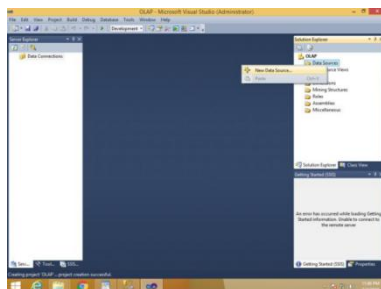 OLAP - Microsoft Visual Studio (Administrator)
File Edit View Project Build Debug Database Tools Window Help
Development
Server Explorer
Data Connections
Solution Explorer
OLAP
Data Sources
New Data Source...
Paste
Mining Structures
Roles
Assemblies
Miscellaneous
Solution Explorer Class View
Getting Started (SSIS)
An error has occurred while loading Getting
Started information. Unable to connect to
the remote server
Getting Started (SSIS) Properties
Creating project 'OLAP'... project creation successful.